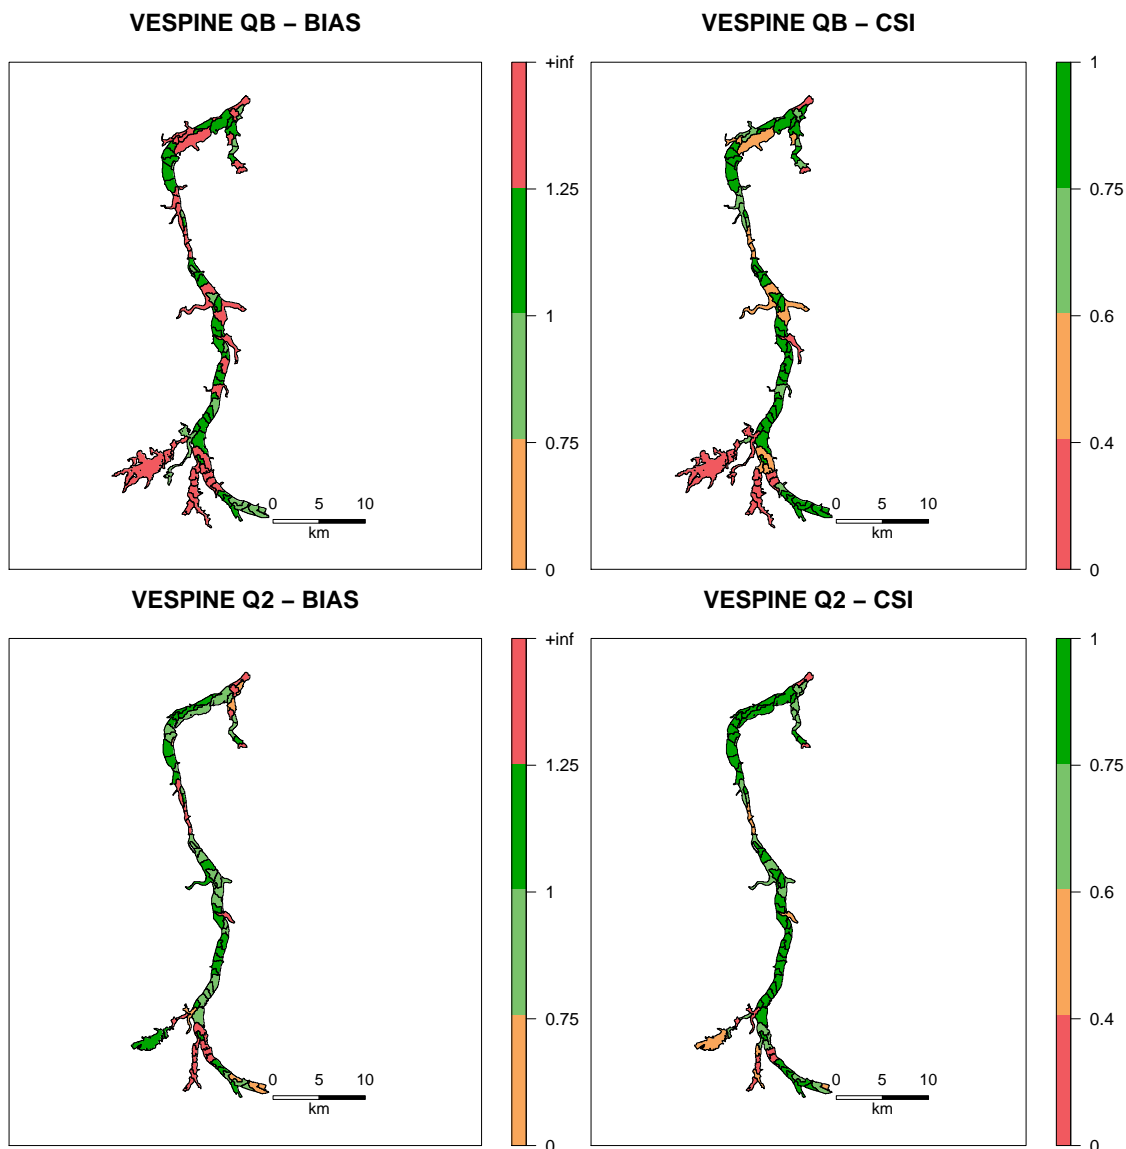 VESPINE QB – BIAS
+inf
1.25
1
0.75
0
0 5 10
km
VESPINE QB – CSI
1
0.75
0.6
0.4
0
0 5 10
km
VESPINE Q2 – BIAS
+inf
1.25
1
0.75
0
0 5 10
km
VESPINE Q2 – CSI
1
0.75
0.6
0.4
0
0 5 10
km